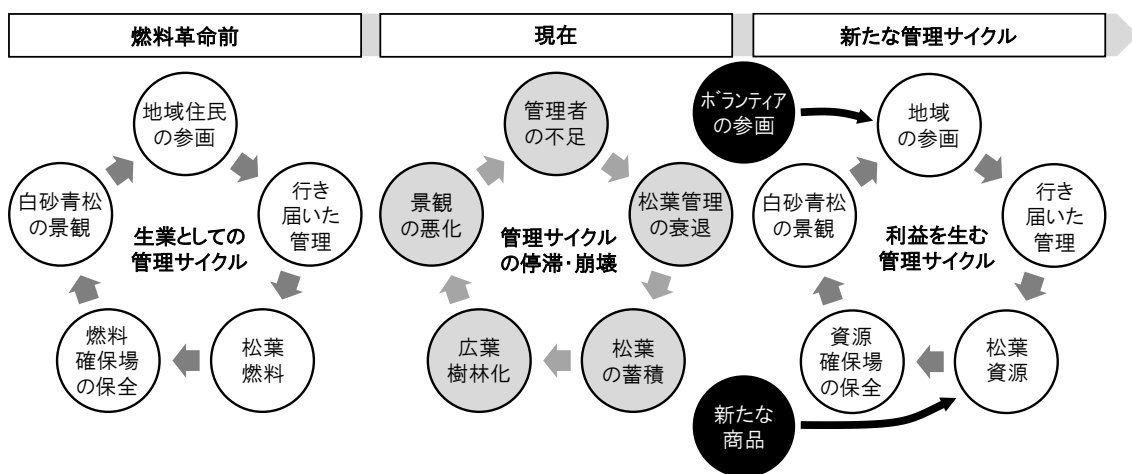 燃料革命前
現在
新たな管理サイクル
地域住民
の参画
行き
届いた
管理
松葉
燃料
燃料
確保場
の保全
白砂青松
の景観
生業としての
管理サイクル
管理者
の不足
松葉管理
の衰退
松葉
の蓄積
広葉
樹林化
景観
の悪化
管理サイクル
の停滞・崩壊
ボランティア
の参画
地域
の参画
行き
届いた
管理
松葉
資源
資源
確保場
の保全
白砂青松
の景観
利益を生む
管理サイクル
新たな
商品